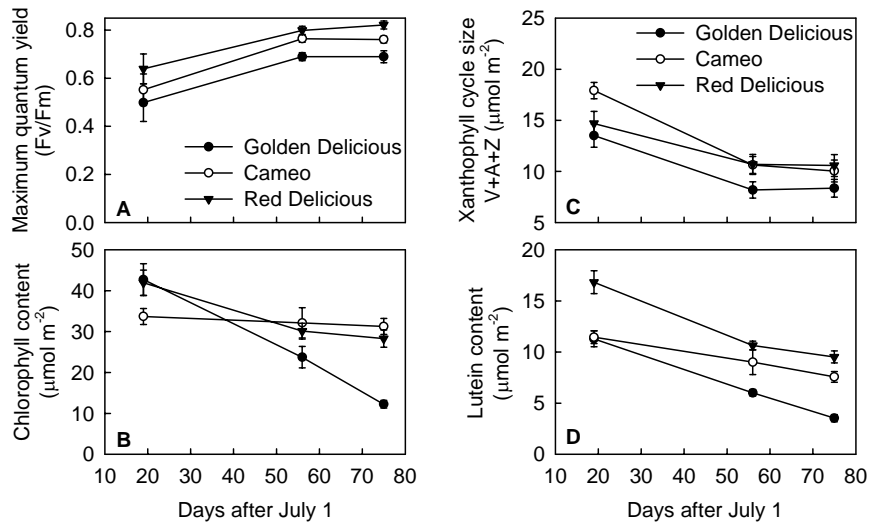 Maximum quantum yield
(Fv/Fm)
0.8
0.6
0.4
0.2
0.0
Golden Delicious
Cameo
Red Delicious
A
Xanthophyll cycle size
V+A+Z (μmol m-2)
25
20
15
10
5
Golden Delicious
Cameo
Red Delicious
C
Chlorophyll content
(μmol m-2)
50
40
30
20
10
0
B
10 20 30 40 50 60 70 80
Days after July 1
Lutein content
(μmol m-2)
20
15
10
5
0
D
10 20 30 40 50 60 70 80
Days after July 1